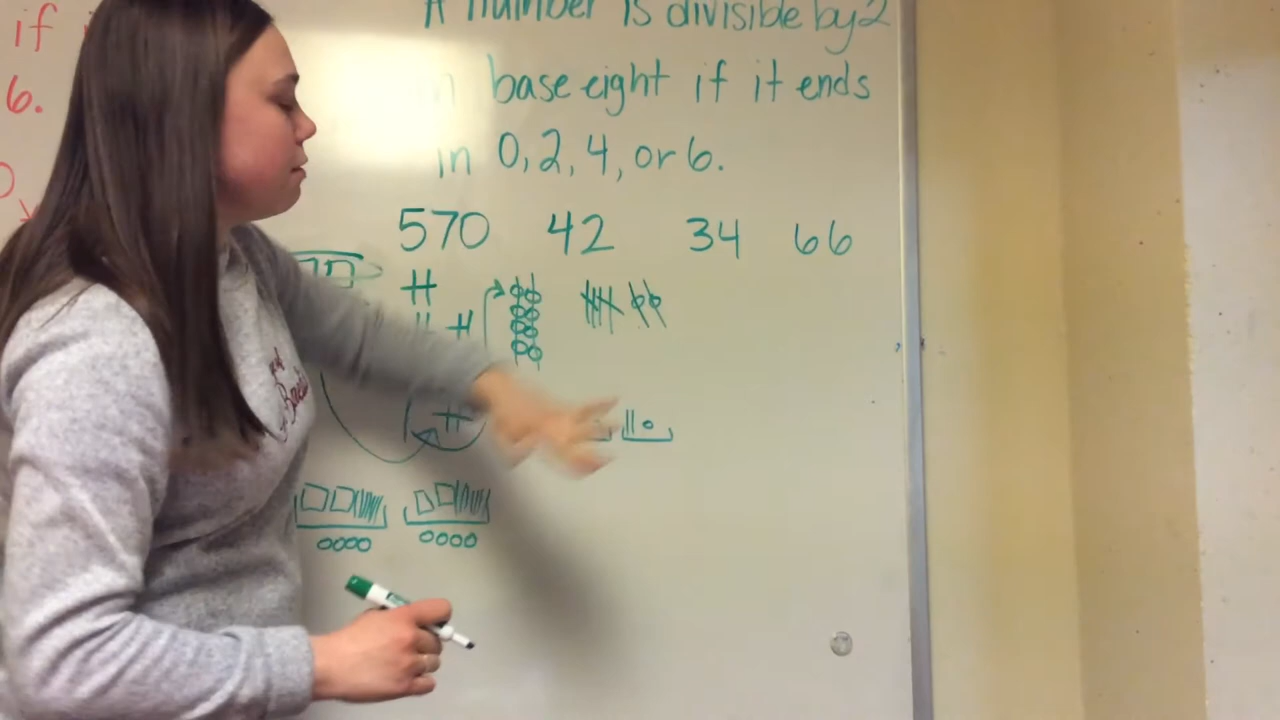 if
6.
A number is divisible by 2
in base eight if it ends
in 0, 2, 4, or 6.
570 42 34 66